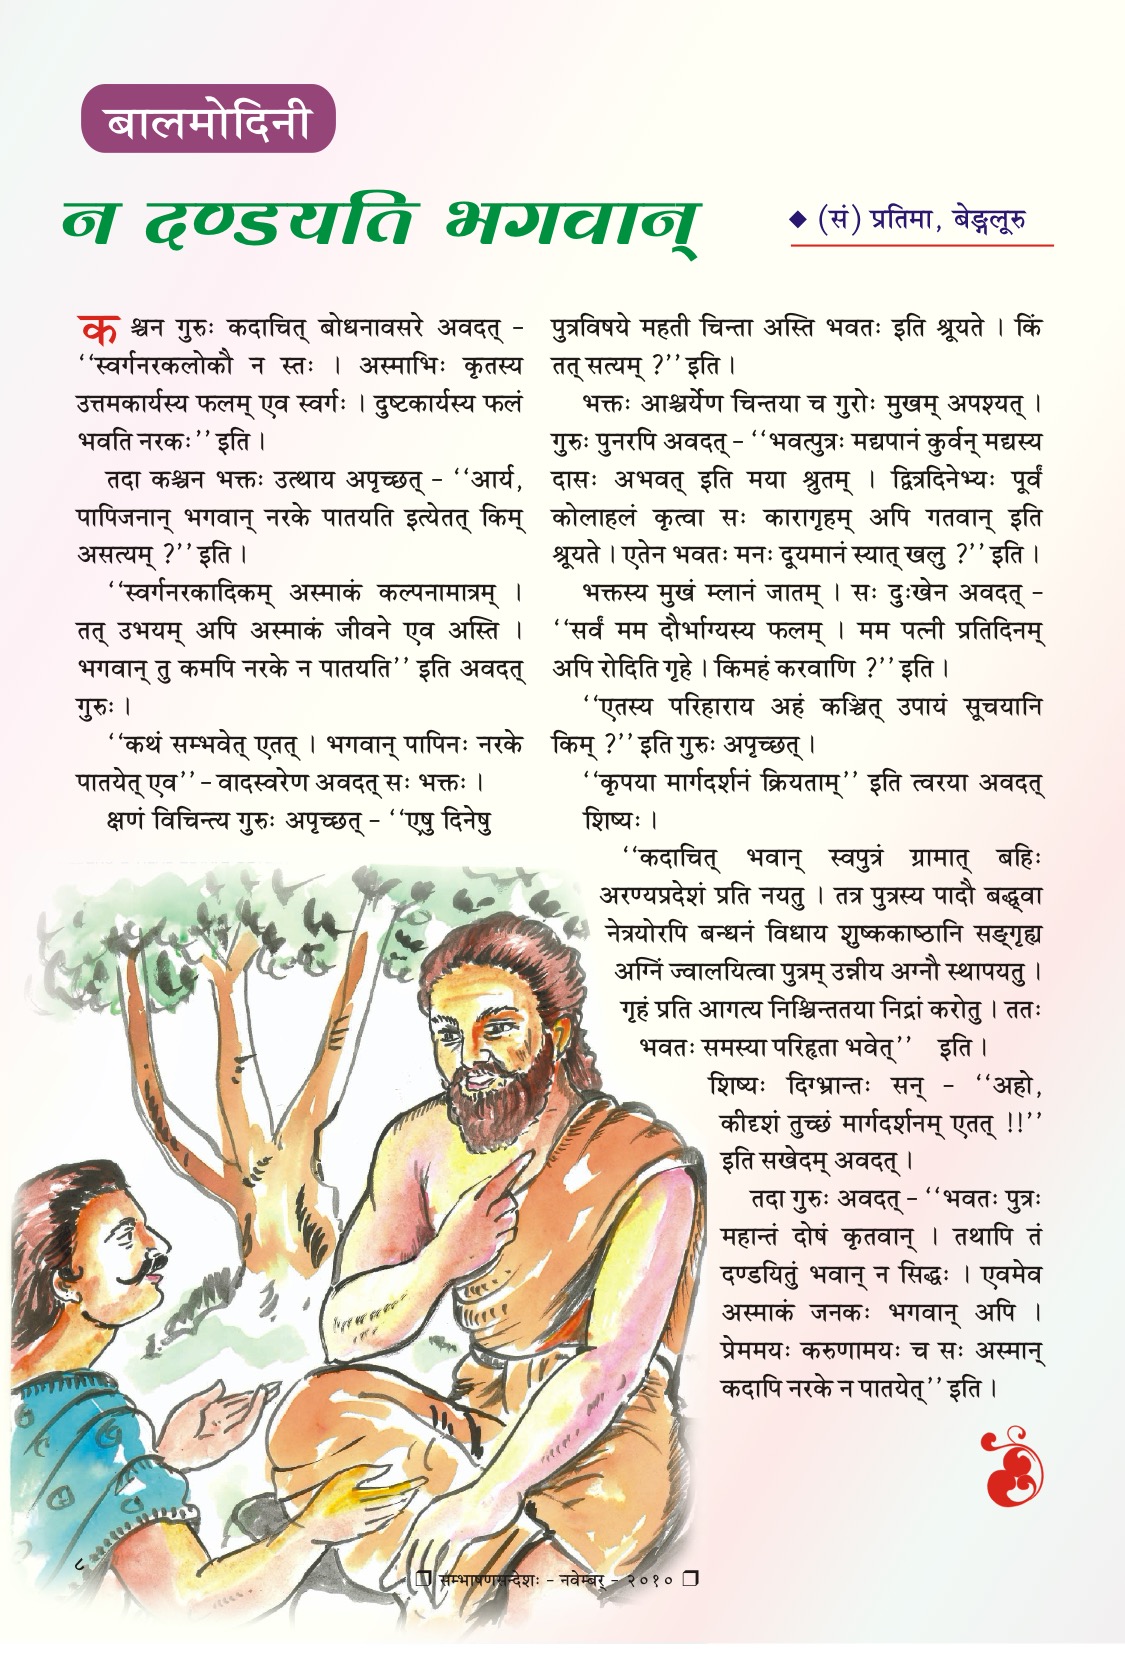 बालमोदिनी
न दण्डयति भगवान्
◆ (सं) प्रतिमा, बेङ्गलूरु
कश्चन गुरुः कदाचित् बोधनावसरे अवदत् –
‘‘स्वर्गनरकलोकौ न स्तः । अस्माभिः कृतस्य
उत्तमकार्यस्य फलम् एव स्वर्गः । दुष्टकार्यस्य फलं
भवति नरकः’’ इति ।
तदा कश्चन भक्तः उत्थाय अपृच्छत् – ‘‘आर्य,
पापिजनान् भगवान् नरके पातयति इत्येतत् किम्
असत्यम् ?’’ इति ।
‘‘स्वर्गनरकादिकम् अस्माकं कल्पनामात्रम् ।
तत् उभयम् अपि अस्माकं जीवने एव अस्ति ।
भगवान् तु कमपि नरके न पातयति’’ इति अवदत्
गुरुः ।
‘‘कथं सम्भवेत् एतत् । भगवान् पापिनः नरके
पातयेत् एव’’ – वादस्वरेण अवदत् सः भक्तः ।
क्षणं विचिन्त्य गुरुः अपृच्छत् – ‘‘एषु दिनेषु
पुत्रविषये महती चिन्ता अस्ति भवतः इति श्रूयते । किं
तत् सत्यम् ?’’ इति ।
भक्तः आश्चर्येण चिन्तया च गुरोः मुखम् अपश्यत् ।
गुरुः पुनरपि अवदत् – ‘‘भवत्पुत्रः मद्यपानं कुर्वन् मद्यस्य
दासः अभवत् इति मया श्रुतम् । द्वित्रदिनेभ्यः पूर्वं
कोलाहलं कृत्वा सः कारागृहम् अपि गतवान् इति
श्रूयते । एतेन भवतः मनः दूयमानं स्यात् खलु ?’’ इति ।
भक्तस्य मुखं म्लानं जातम् । सः दुःखेन अवदत् –
‘‘सर्वं मम दौर्भाग्यस्य फलम् । मम पत्नी प्रतिदिनम्
अपि रोदिति गृहे । किमहं करवाणि ?’’ इति ।
‘‘एतस्य परिहाराय अहं कञ्चित् उपायं सूचयानि
किम् ?’’ इति गुरुः अपृच्छत् ।
‘‘कृपया मार्गदर्शनं क्रियताम्’’ इति त्वरया अवदत्
शिष्यः ।
‘‘कदाचित् भवान् स्वपुत्रं ग्रामात् बहिः
अरण्यप्रदेशं प्रति नयतु । तत्र पुत्रस्य पादौ बद्ध्वा
नेत्रयोरपि बन्धनं विधाय शुष्ककाष्ठानि सङ्गृह्य
अग्निं ज्वालयित्वा पुत्रम् उन्नीय अग्नौ स्थापयतु ।
गृहं प्रति आगत्य निश्चिन्ततया निद्रां करोतु । ततः
भवतः समस्या परिहृता भवेत्’’ इति ।
शिष्यः दिग्भ्रान्तः सन् – ‘‘अहो,
कीदृशं तुच्छं मार्गदर्शनम् एतत् !!’’
इति सखेदम् अवदत् ।
तदा गुरुः अवदत् – ‘‘भवतः पुत्रः
महान्तं दोषं कृतवान् । तथापि तं
दण्डयितुं भवान् न सिद्धः । एवमेव
अस्माकं जनकः भगवान् अपि ।
प्रेममयः करुणामयः च सः अस्मान्
कदापि नरके न पातयेत्’’ इति ।
८
❐ सम्भाषणसन्देशः – नवेम्बर् – २०१० ❐